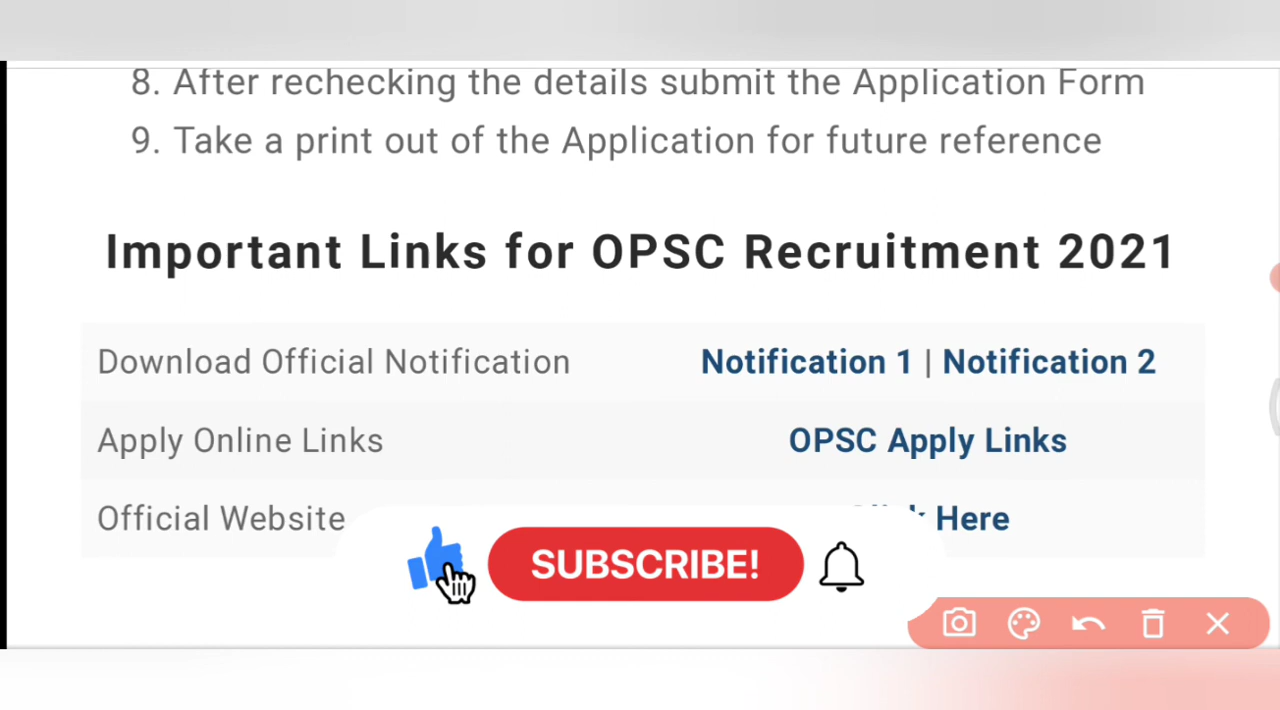 8. After rechecking the details submit the Application Form
9. Take a print out of the Application for future reference
Important Links for OPSC Recruitment 2021
Download Official Notification Notification 1 | Notification 2
Apply Online Links OPSC Apply Links
Official Website Here
SUBSCRIBE!